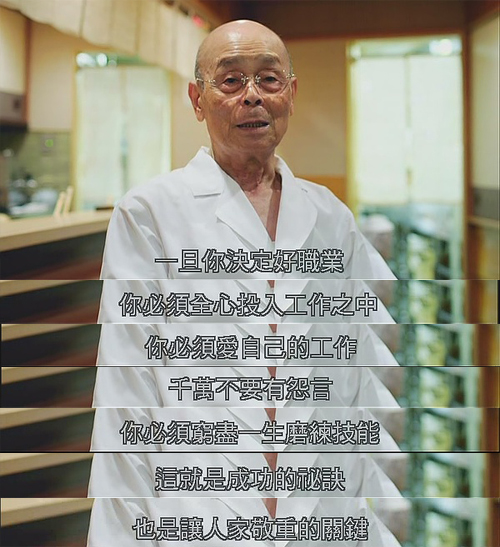 一旦你決定好職業
你必須全心投入工作之中
你必須愛自己的工作
千萬不要有怨言
你必須窮盡一生磨練技能
這就是成功的祕訣
也是讓人家敬重的關鍵